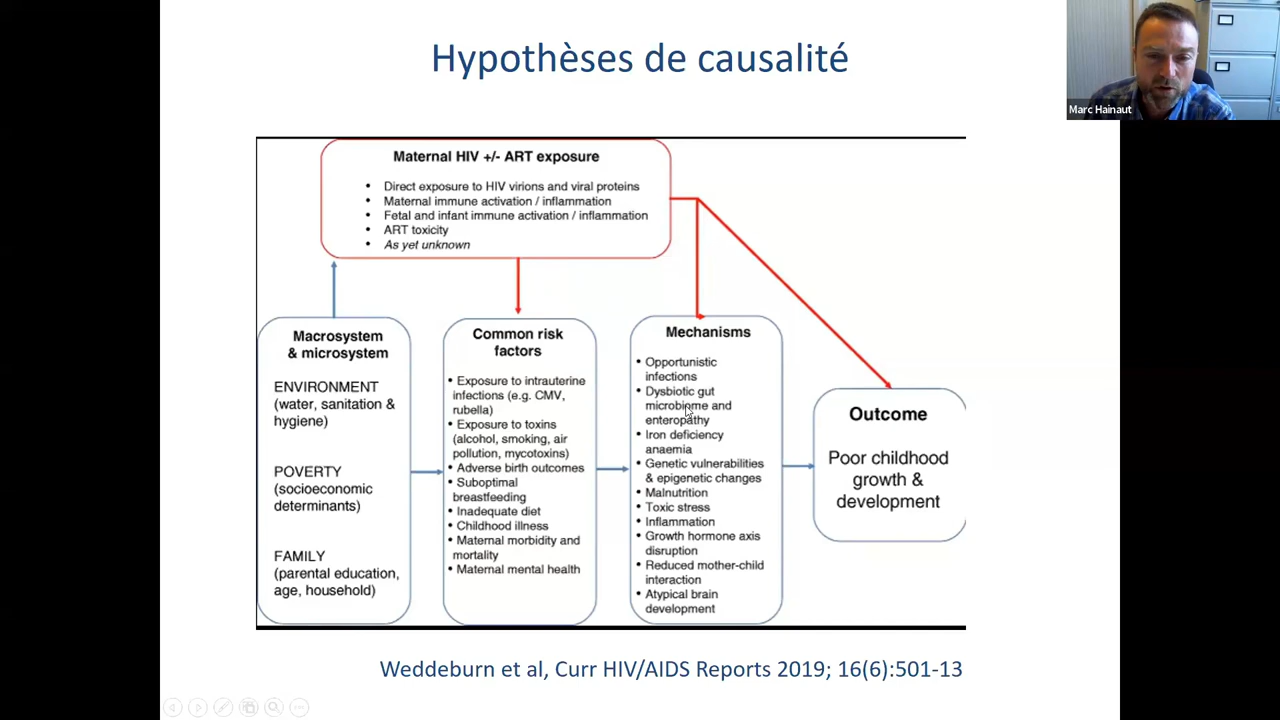 Hypothèses de causalité
Marc Hainaut
Maternal HIV +/- ART exposure
• Direct exposure to HIV virions and viral proteins
• Maternal immune activation / inflammation
• Fetal and infant immune activation / inflammation
• ART toxicity
• As yet unknown
Macrosystem
& microsystem
ENVIRONMENT
(water, sanitation &
hygiene)
POVERTY
(socioeconomic
determinants)
FAMILY
(parental education,
age, household)
Common risk
factors
• Exposure to intrauterine
infections (e.g. CMV,
rubella)
• Exposure to toxins
(alcohol, smoking, air
pollution, mycotoxins)
• Adverse birth outcomes
• Suboptimal
breastfeeding
• Inadequate diet
• Childhood illness
• Maternal morbidity and
mortality
• Maternal mental health
Mechanisms
• Opportunistic
infections
• Dysbiotic gut
microbiome and
enteropathy
• Iron deficiency
anaemia
• Genetic vulnerabilities
& epigenetic changes
• Malnutrition
• Toxic stress
• Inflammation
• Growth hormone axis
disruption
• Reduced mother-child
interaction
• Atypical brain
development
Outcome
Poor childhood
growth &
development
Weddeburn et al, Curr HIV/AIDS Reports 2019; 16(6):501-13